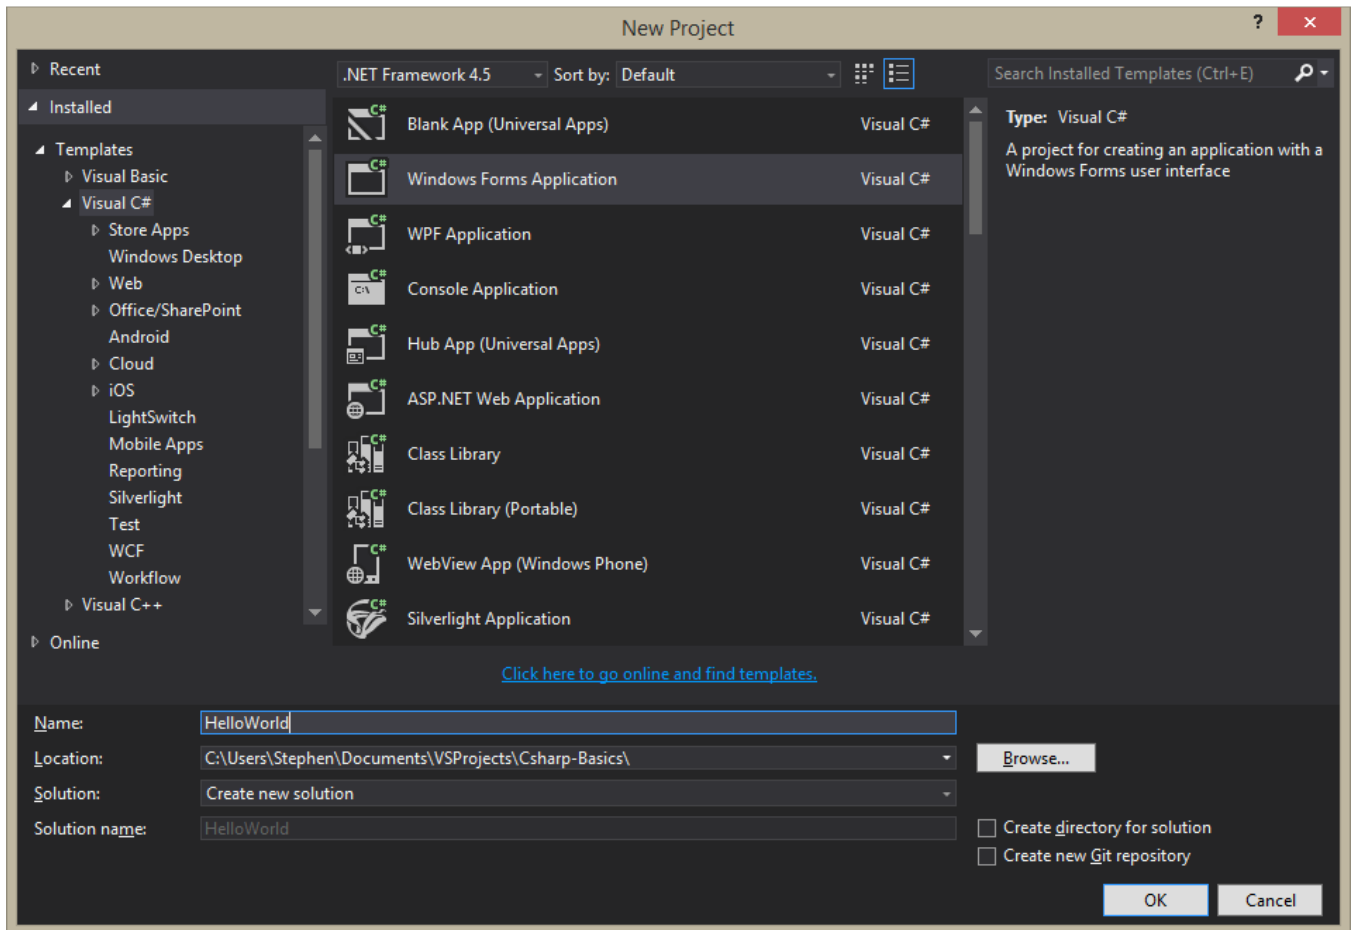 New Project
?
Recent
Installed
Templates
Visual Basic
Visual C#
Store Apps
Windows Desktop
Web
Office/SharePoint
Android
Cloud
iOS
LightSwitch
Mobile Apps
Reporting
Silverlight
Test
WCF
Workflow
Visual C++
Online
.NET Framework 4.5 Sort by: Default
C# Blank App (Universal Apps) Visual C#
C# Windows Forms Application Visual C#
C# WPF Application Visual C#
C# C:\ Console Application Visual C#
C# Hub App (Universal Apps) Visual C#
C# ASP.NET Web Application Visual C#
C# Class Library Visual C#
C# Class Library (Portable) Visual C#
C# WebView App (Windows Phone) Visual C#
C# Silverlight Application Visual C#
Click here to go online and find templates.
Search Installed Templates (Ctrl+E)
Type: Visual C#
A project for creating an application with a
Windows Forms user interface
Name: HelloWorld
Location: C:\Users\Stephen\Documents\VSProjects\Csharp-Basics\ Browse...
Solution: Create new solution
Solution name: HelloWorld
Create directory for solution
Create new Git repository
OK Cancel